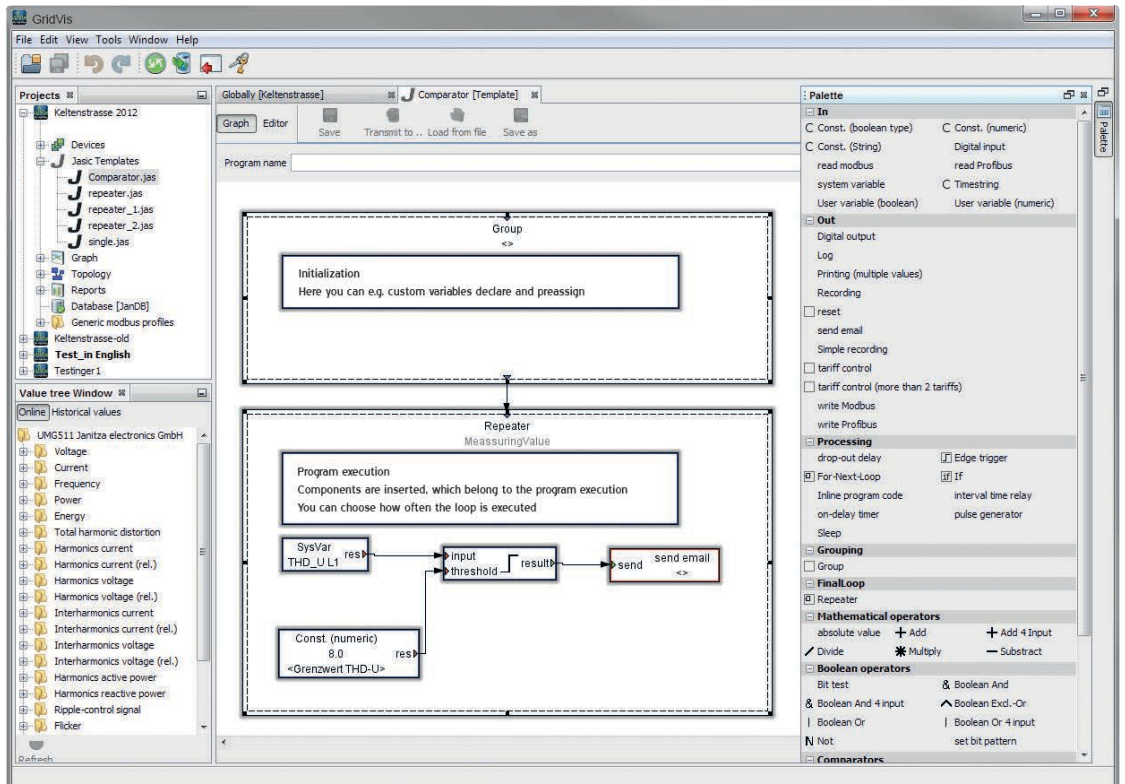 GridVis
File Edit View Tools Window Help
Projects
Keltenstrasse 2012
Devices
Jasic Templates
Comparator.jas
repeater.jas
repeater_1.jas
repeater_2.jas
single.jas
Graph
Topology
Reports
Database [JanDB]
Generic modbus profiles
Keltenstrasse-old
Test_in English
Testinger1
Value tree Window
Online Historical values
UMG511 Janitza electronics GmbH
Voltage
Current
Frequency
Power
Energy
Total harmonic distortion
Harmonics current
Harmonics current (rel.)
Harmonics voltage
Harmonics voltage (rel.)
Interharmonics current
Interharmonics current (rel.)
Interharmonics voltage
Interharmonics voltage (rel.)
Harmonics active power
Harmonics reactive power
Ripple-control signal
Flicker
Refresh
Globally [Keltenstrasse] Comparator [Template]
Graph Editor Save Transmit to .. Load from file Save as
Program name
Group
<>
Initialization
Here you can e.g. custom variables declare and preassign
Repeater
MeassuringValue
Program execution
Components are inserted, which belong to the program execution
You can choose how often the loop is executed
SysVar
THD_U L1
res
input
threshold
result
send
send email
<>
Const. (numeric)
8.0
<Grenzwert THD-U>
res
Palette
Palette
In
C Const. (boolean type) C Const. (numeric)
C Const. (String) Digital input
read modbus read Profibus
system variable C Timestring
User variable (boolean) User variable (numeric)
Out
Digital output
Log
Printing (multiple values)
Recording
reset
send email
Simple recording
tariff control
tariff control (more than 2 tariffs)
write Modbus
write Profibus
Processing
drop-out delay Edge trigger
For-Next-Loop if If
Inline program code interval time relay
on-delay timer pulse generator
Sleep
Grouping
Group
FinalLoop
Repeater
Mathematical operators
absolute value Add Add 4 Input
Divide Multiply Substract
Boolean operators
Bit test & Boolean And
& Boolean And 4 input Boolean Excl.-Or
| Boolean Or | Boolean Or 4 input
N Not set bit pattern
Comparators